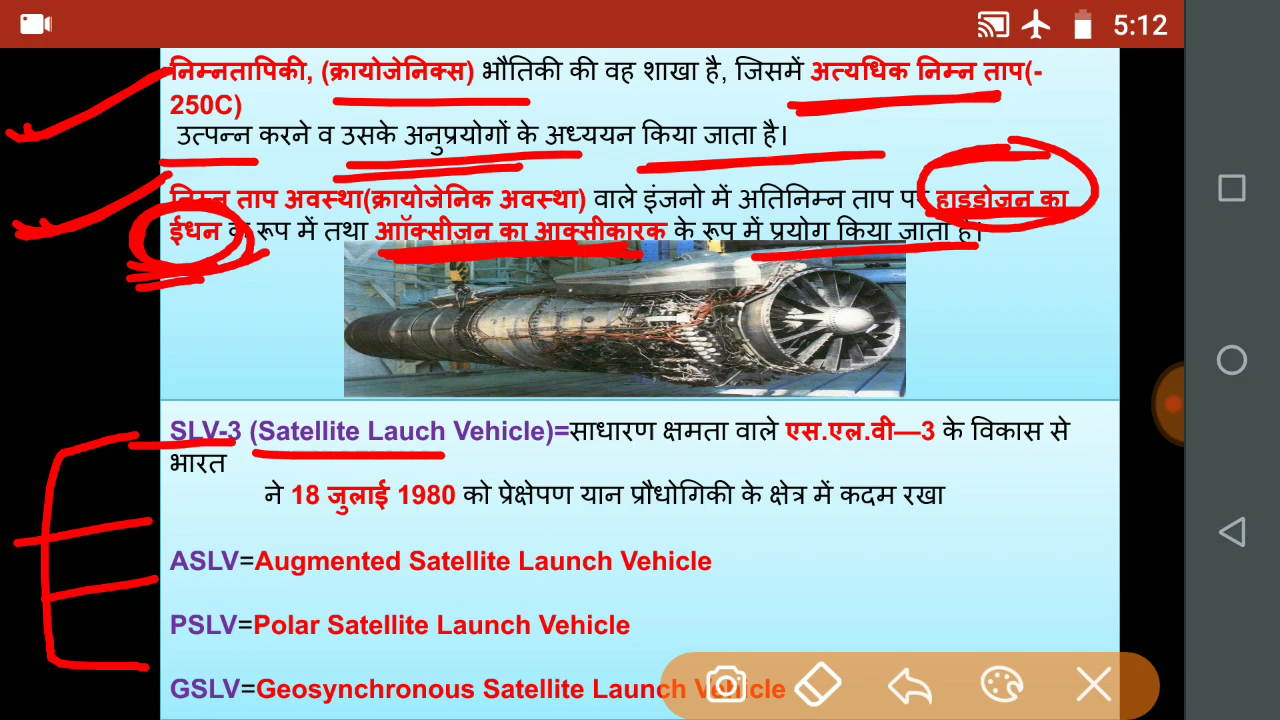 5:12
निम्नतापिकी, (क्रायोजेनिक्स) भौतिकी की वह शाखा है, जिसमें अत्यधिक निम्न ताप(-
250C)
उत्पन्न करने व उसके अनुप्रयोगों के अध्ययन किया जाता है।
निम्न ताप अवस्था(क्रायोजेनिक अवस्था) वाले इंजनो में अतिनिम्न ताप पर हाइड्रोजन का
ईधन के रूप में तथा ऑक्सीजन का आक्सीकारक के रूप में प्रयोग किया जाता है।
SLV-3 (Satellite Lauch Vehicle)=साधारण क्षमता वाले एस.एल.वी—3 के विकास से
भारत
ने 18 जुलाई 1980 को प्रेक्षेपण यान प्रौधोगिकी के क्षेत्र में कदम रखा
ASLV=Augmented Satellite Launch Vehicle
PSLV=Polar Satellite Launch Vehicle
GSLV=Geosynchronous Satellite Launch Vehicle